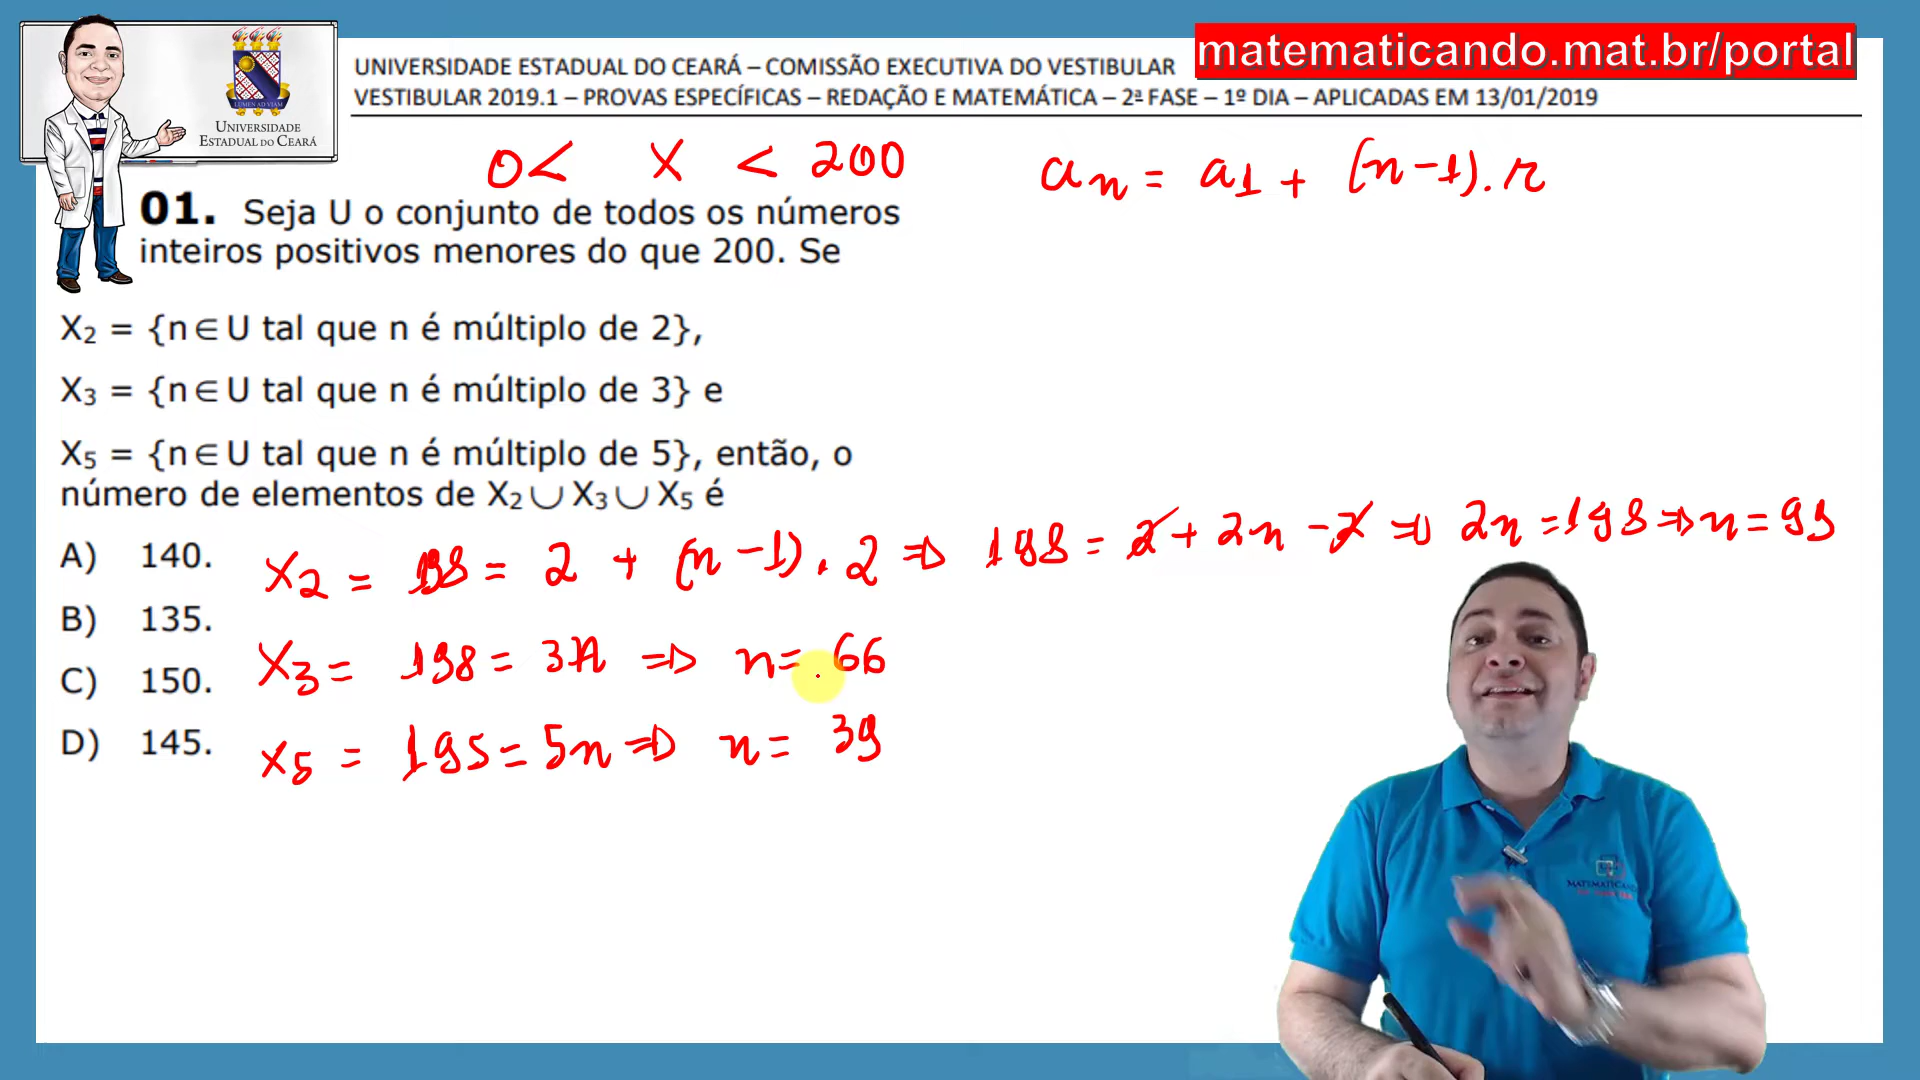 matematicando.mat.br/portal
UNIVERSIDADE ESTADUAL DO CEARÁ – COMISSÃO EXECUTIVA DO VESTIBULAR
VESTIBULAR 2019.1 – PROVAS ESPECÍFICAS – REDAÇÃO E MATEMÁTICA – 2ª FASE – 1º DIA – APLICADAS EM 13/01/2019
LUMEN AD VIAM
UNIVERSIDADE
ESTADUAL DO CEARÁ
0 < X < 200
an = a1 + (n-1).r
01. Seja U o conjunto de todos os números
inteiros positivos menores do que 200. Se
X₂ = {n∈U tal que n é múltiplo de 2},
X₃ = {n∈U tal que n é múltiplo de 3} e
X₅ = {n∈U tal que n é múltiplo de 5}, então, o
número de elementos de X₂∪X₃∪X₅ é
A) 140.
X2 = 198 = 2 + (n-1).2 => 198 = 2 + 2n - 2 => 2n = 198 => n = 99
B) 135.
X3 = 198 = 3n => n = 66
C) 150.
D) 145.
X5 = 195 = 5n => n = 39
MATEMATICANDO